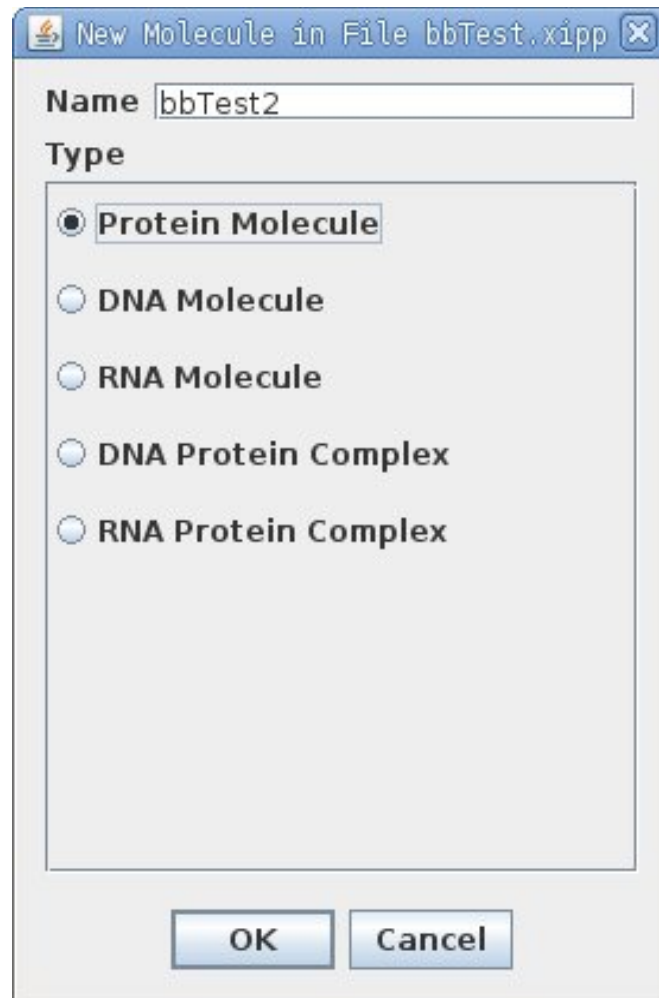 New Molecule in File bbTest.xipp
Name bbTest2
Type
Protein Molecule
DNA Molecule
RNA Molecule
DNA Protein Complex
RNA Protein Complex
OK Cancel